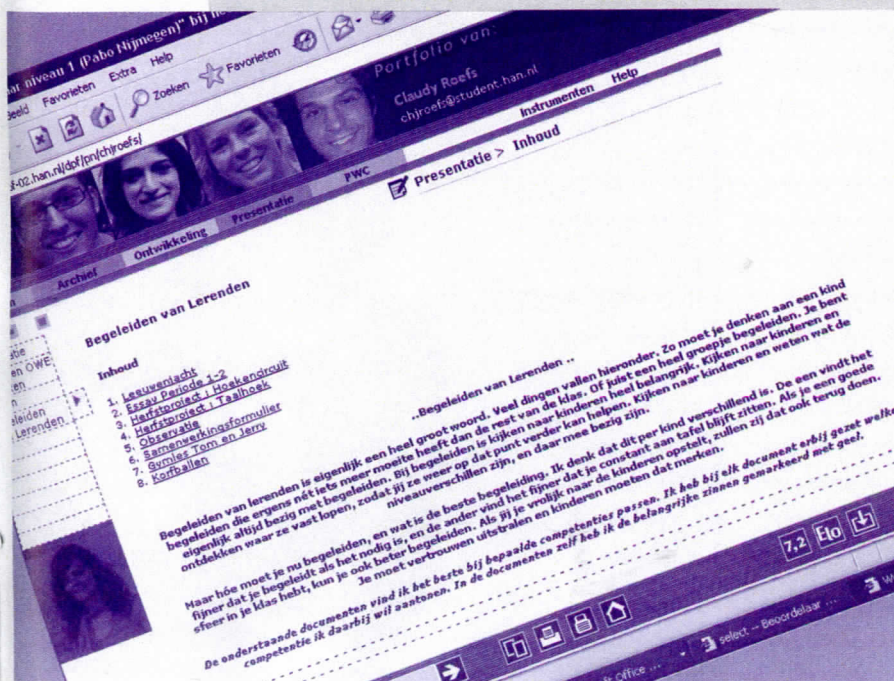 niveau 1 (Pabo Nijmegen)" bij
Beeld Favorieten Extra Help
Zoeken Favorieten
-02.han.nl/dpf/pn/chjroefs/
Portfolio van:
Claudy Roefs
chjroefs@student.han.nl
Instrumenten Help
Archief Ontwikkeling Presentatie PWC
Presentatie > Inhoud
OWE
Lerenden
Begeleiden van Lerenden
Inhoud
1. Leeuwenjacht
2. Essay Periode 1-2
3. Herfstproject ; Hoekencircuit
4. Herfstproject ; Taalhoek
5. Observatie
6. Samenwerkingsformulier
7. Gymles Tom en Jerry
8. Korfballen
..Begeleiden van Lerenden ..
Begeleiden van lerenden is eigenlijk een heel groot woord. Veel dingen vallen hieronder. Zo moet je denken aan een kind
begeleiden die ergens nét iets meer moeite heeft dan de rest van de klas. Of juist een heel groepje begeleiden. Je bent
eigenlijk altijd bezig met begeleiden. Bij begeleiden is kijken naar kinderen heel belangrijk. Kijken naar kinderen en
ontdekken waar ze vast lopen, zodat jij ze weer op dat punt verder kan helpen. Kijken naar kinderen en weten wat de
niveauverschillen zijn, en daar mee bezig zijn.
Maar hóe moet je nu begeleiden, en wat is de beste begeleiding. Ik denk dat dit per kind verschillend is. De een vindt het
fijner dat je begeleidt als het nodig is, en de ander vind het fijner dat je constant aan tafel blijft zitten. Als je een goede
sfeer in je klas hebt, kun je ook beter begeleiden. Als jij je vrolijk naar de kinderen opstelt, zullen zij dat ook terug doen.
Je moet vertrouwen uitstralen en kinderen moeten dat merken.
De onderstaande documenten vind ik het beste bij bepaalde competenties passen. Ik heb bij elk document erbij gezet welke
competentie ik daarbij wil aantonen. In de documenten zelf heb ik de belangrijke zinnen gemarkeerd met geel.
7,2 Elo
Office ... select -- Beoordelaar ...